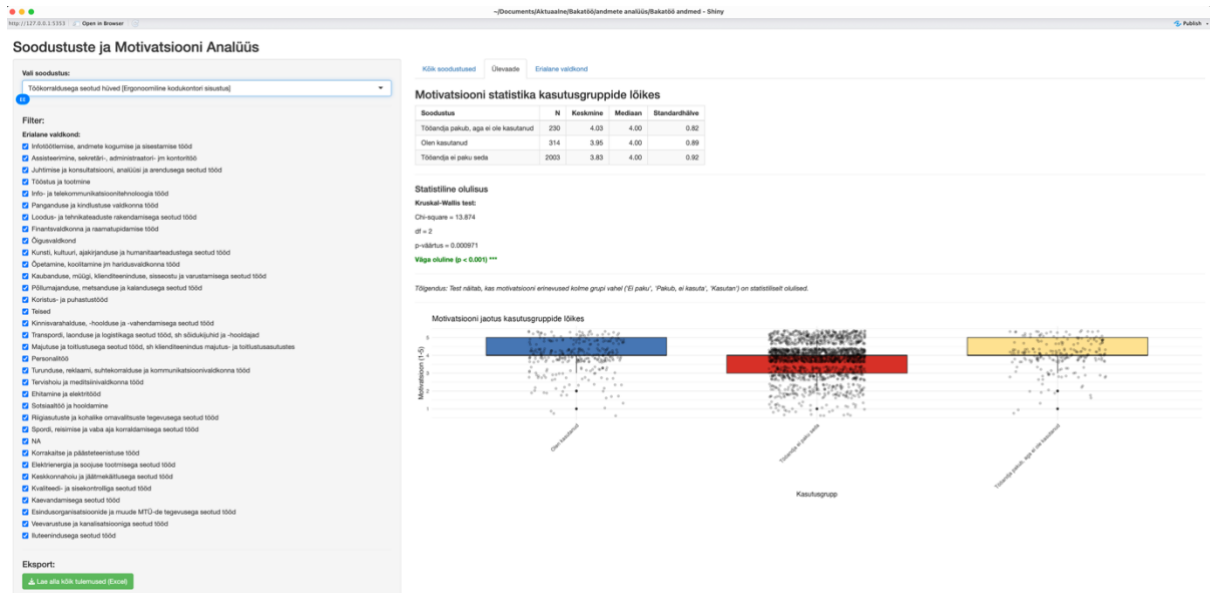 ~/Documents/Aktuaalne/Bakatöö/andmete analüüs/Bakatöö andmed - Shiny
http://127.0.0.1:5353 Open in Browser
Publish
Soodustuste ja Motivatsiooni Analüüs
Vali soodustus:
Töökorraldusega seotud hüved [Ergonoomiline kodukontori sisustus]
Filter:
Erialane valdkond:
Infotöötlemise, andmete kogumise ja sisestamise tööd
Assisteerimine, sekretäri-, administraatori- jm kontoritöö
Juhtimise ja konsultatsiooni, analüüsi ja arendusega seotud tööd
Tööstus ja tootmine
Info- ja telekommunikatsioonitehnoloogia tööd
Panganduse ja kindlustuse valdkonna tööd
Loodus- ja tehnikateaduste rakendamisega seotud tööd
Finantsvaldkonna ja raamatupidamise tööd
Õigusvaldkond
Kunsti, kultuuri, ajakirjanduse ja humanitaarteadustega seotud tööd
Õpetamine, koolitamine jm haridusvaldkonna tööd
Kaubanduse, müügi, klienditeeninduse, sisseostu ja varustamisega seotud tööd
Põllumajanduse, metsanduse ja kalandusega seotud tööd
Koristus- ja puhastustööd
Teised
Kinnisvarahalduse, -hoolduse ja -vahendamisega seotud tööd
Transpordi, laonduse ja logistikaga seotud tööd, sh sõidukijuhid ja -hooldajad
Majutuse ja toitlustusega seotud tööd, sh klienditeenindus majutus- ja toitlustusasutustes
Personalitöö
Turunduse, reklaami, suhtekorralduse ja kommunikatsioonivaldkonna tööd
Tervishoiu ja meditsiinivaldkonna tööd
Ehitamine ja elektritööd
Sotsiaaltöö ja hooldamine
Riigiasutuste ja kohalike omavalitsuste tegevusega seotud tööd
Spordi, reisimise ja vaba aja korraldamisega seotud tööd
NA
Korrakaitse ja päästeteenistuse tööd
Elektrienergia ja soojuse tootmisega seotud tööd
Keskkonnahoiu ja jäätmekäitlusega seotud tööd
Kvaliteedi- ja sisekontrolliga seotud tööd
Kaevandamisega seotud tööd
Esindusorganisatsioonide ja muude MTÜ-de tegevusega seotud tööd
Veevarustuse ja kanalisatsiooniga seotud tööd
Iluteenindusega seotud tööd
Eksport:
Lae alla kõik tulemused (Excel)
Kõik soodustused Ülevaade Erialane valdkond
Motivatsiooni statistika kasutusgruppide lõikes
Soodustus N Keskmine Mediaan Standardhälve
Tööandja pakub, aga ei ole kasutanud 230 4.03 4.00 0.82
Olen kasutanud 314 3.95 4.00 0.89
Tööandja ei paku seda 2003 3.83 4.00 0.92
Statistiline olulisus
Kruskal-Wallis test:
Chi-square = 13.874
df = 2
p-väärtus = 0.000971
Väga oluline (p < 0.001) ***
Tõlgendus: Test näitab, kas motivatsiooni erinevused kolme grupi vahel ('Ei paku', 'Pakub, ei kasuta', 'Kasutan') on statistiliselt olulised.
Motivatsiooni jaotus kasutusgruppide lõikes
Motivatsioon (1-5)
5
4
3
2
1
Olen kasutanud
Tööandja ei paku seda
Tööandja pakub, aga ei ole kasutanud
Kasutusgrupp